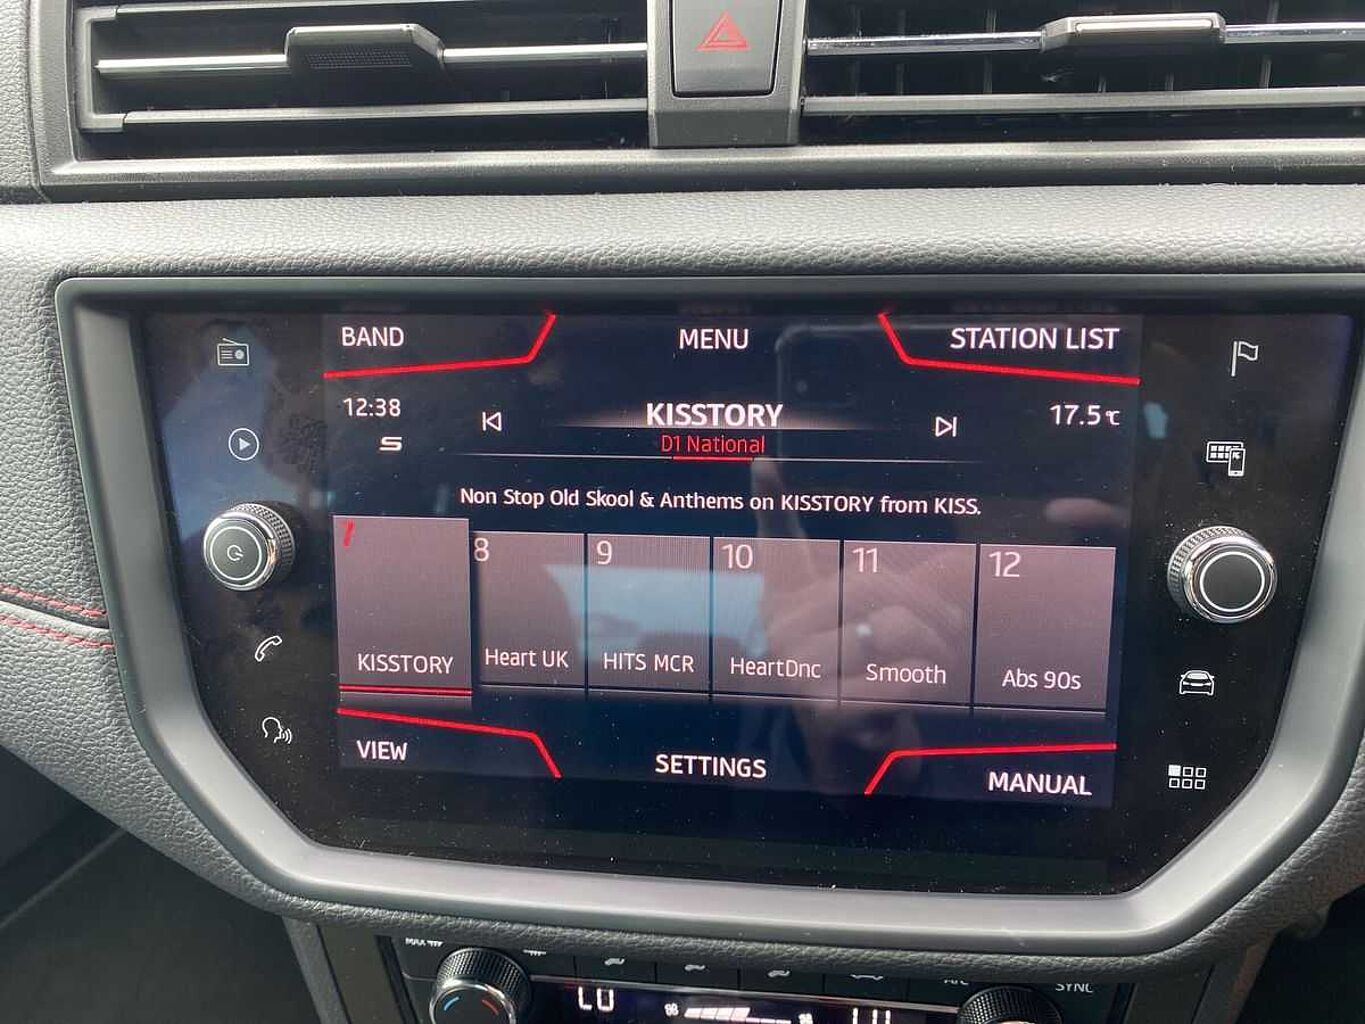 BAND MENU STATION LIST
12:38 KISSTORY 17.5°C
D1 National
Non Stop Old Skool & Anthems on KISSTORY from KISS.
7 8 9 10 11 12
KISSTORY Heart UK HITS MCR HeartDnc Smooth Abs 90s
VIEW SETTINGS MANUAL
MAX
A/C SYNC
LO LO